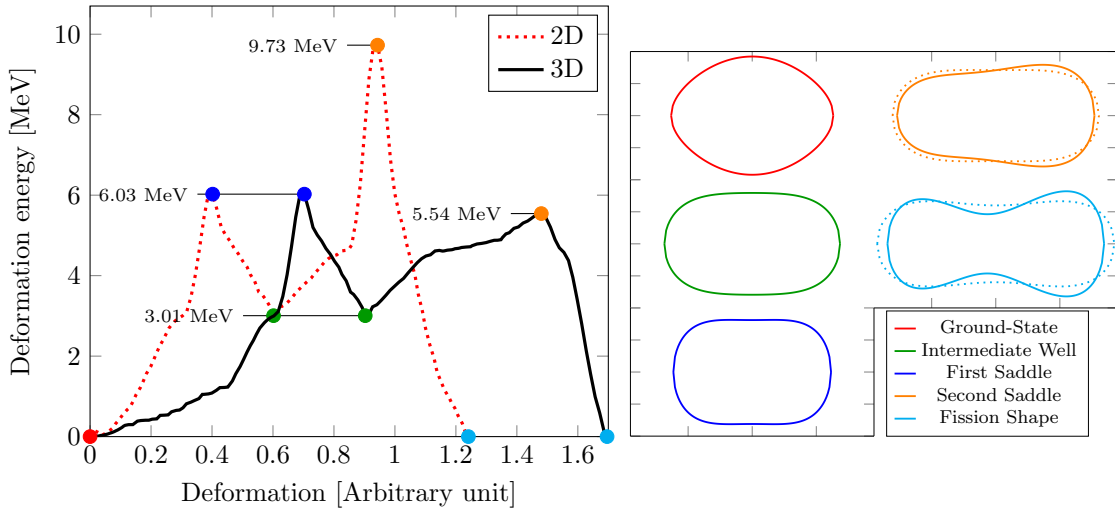 10
8
6
4
2
0
Deformation energy [MeV]
9.73 MeV
6.03 MeV
5.54 MeV
3.01 MeV
2D
3D
0 0.2 0.4 0.6 0.8 1 1.2 1.4 1.6
Deformation [Arbitrary unit]
Ground-State
Intermediate Well
First Saddle
Second Saddle
Fission Shape